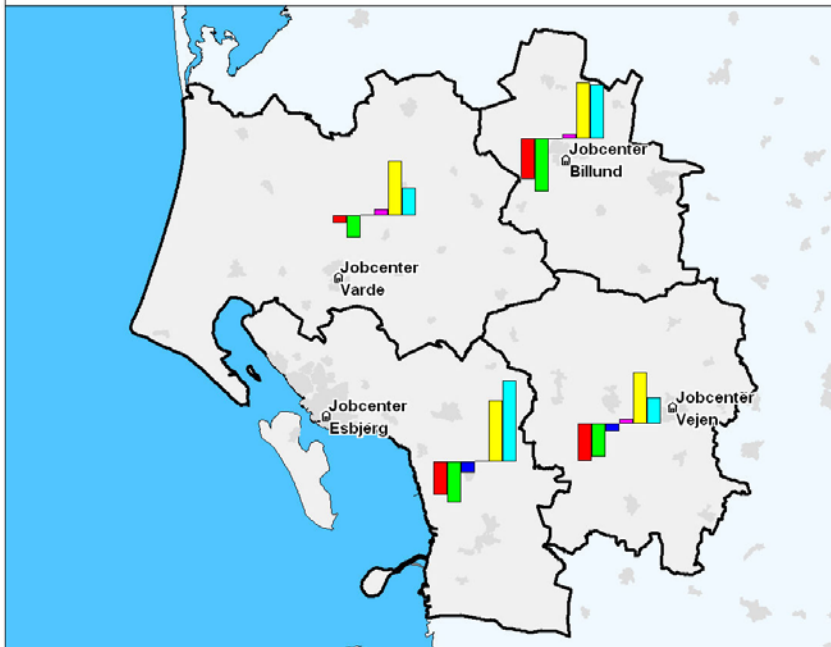 Jobcenter
Billund
Jobcenter
Varde
Jobcenter
Vejen
Jobcenter
Esbjerg